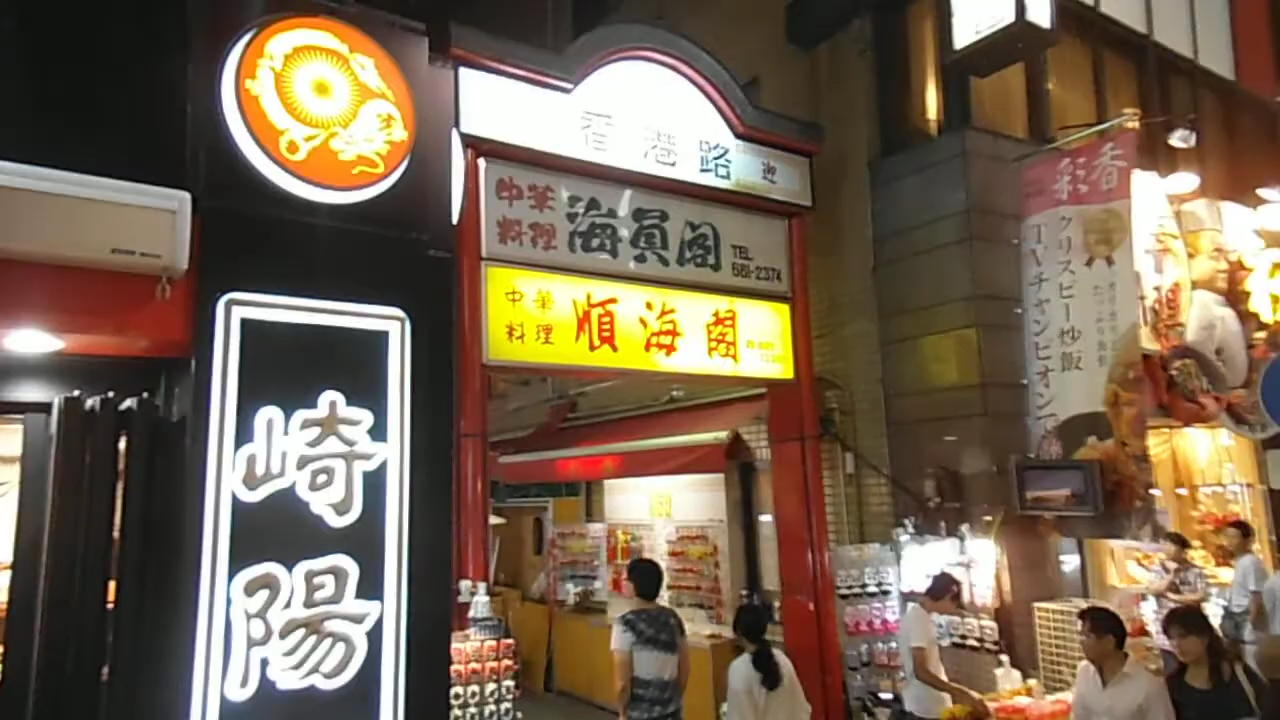 崎陽
香港路 迎
中華
料理
海員閣
TEL
681-2374
中華
料理
順海閣
彩香
クリスピー炒飯
TVチャンピオンで